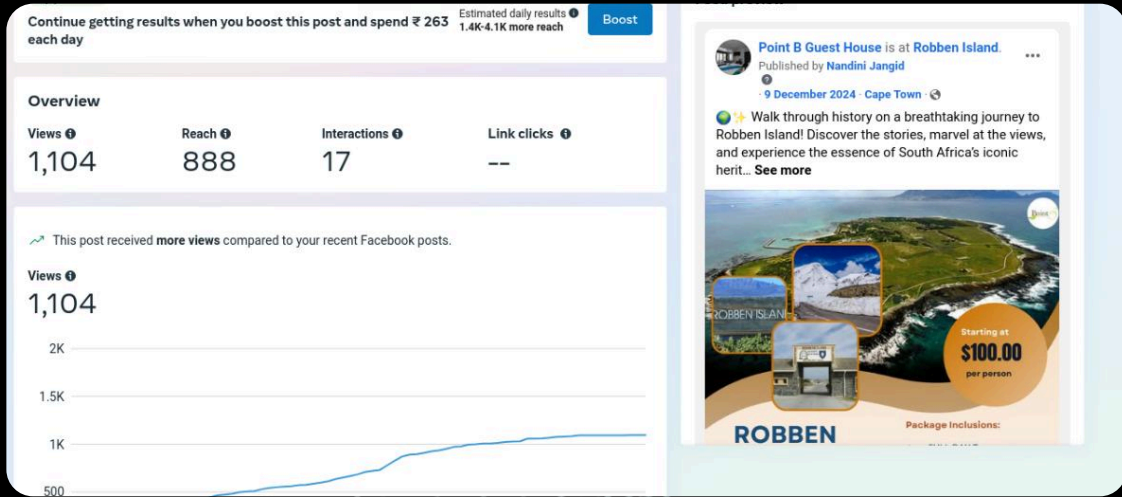 Continue getting results when you boost this post and spend ₹ 263
each day
Estimated daily results
1.4K-4.1K more reach
Boost
Overview
Views
1,104
Reach
888
Interactions
17
Link clicks
--
This post received more views compared to your recent Facebook posts.
Views
1,104
2K
1.5K
1K
500
Point B Guest House is at Robben Island.
Published by Nandini Jangid
· 9 December 2024 · Cape Town ·
Walk through history on a breathtaking journey to
Robben Island! Discover the stories, marvel at the views,
and experience the essence of South Africa's iconic
herit... See more
ROBBEN ISLAN
Starting at
$100.00
per person
ROBBEN
Package Inclusions: